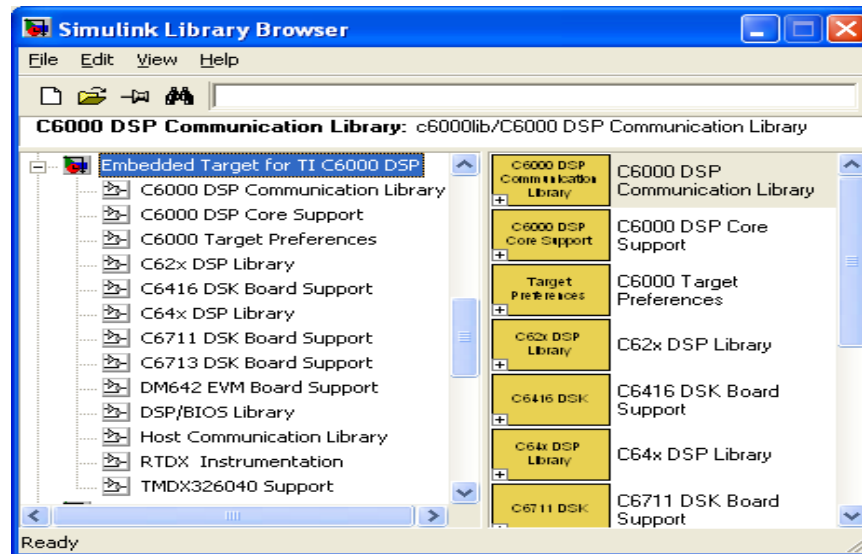 Simulink Library Browser
File Edit View Help
C6000 DSP Communication Library: c6000lib/C6000 DSP Communication Library
Embedded Target for TI C6000 DSP
C6000 DSP Communication Library
C6000 DSP Core Support
C6000 Target Preferences
C62x DSP Library
C6416 DSK Board Support
C64x DSP Library
C6711 DSK Board Support
C6713 DSK Board Support
DM642 EVM Board Support
DSP/BIOS Library
Host Communication Library
RTDX Instrumentation
TMDX326040 Support
C6000 DSP
Communication
Library
C6000 DSP
Communication Library
C6000 DSP
Core Support
C6000 DSP Core
Support
Target
Preferences
C6000 Target
Preferences
C62x DSP
Library
C62x DSP Library
C6416 DSK
C6416 DSK Board
Support
C64x DSP
Library
C64x DSP Library
C6711 DSK
C6711 DSK Board
Support
Ready